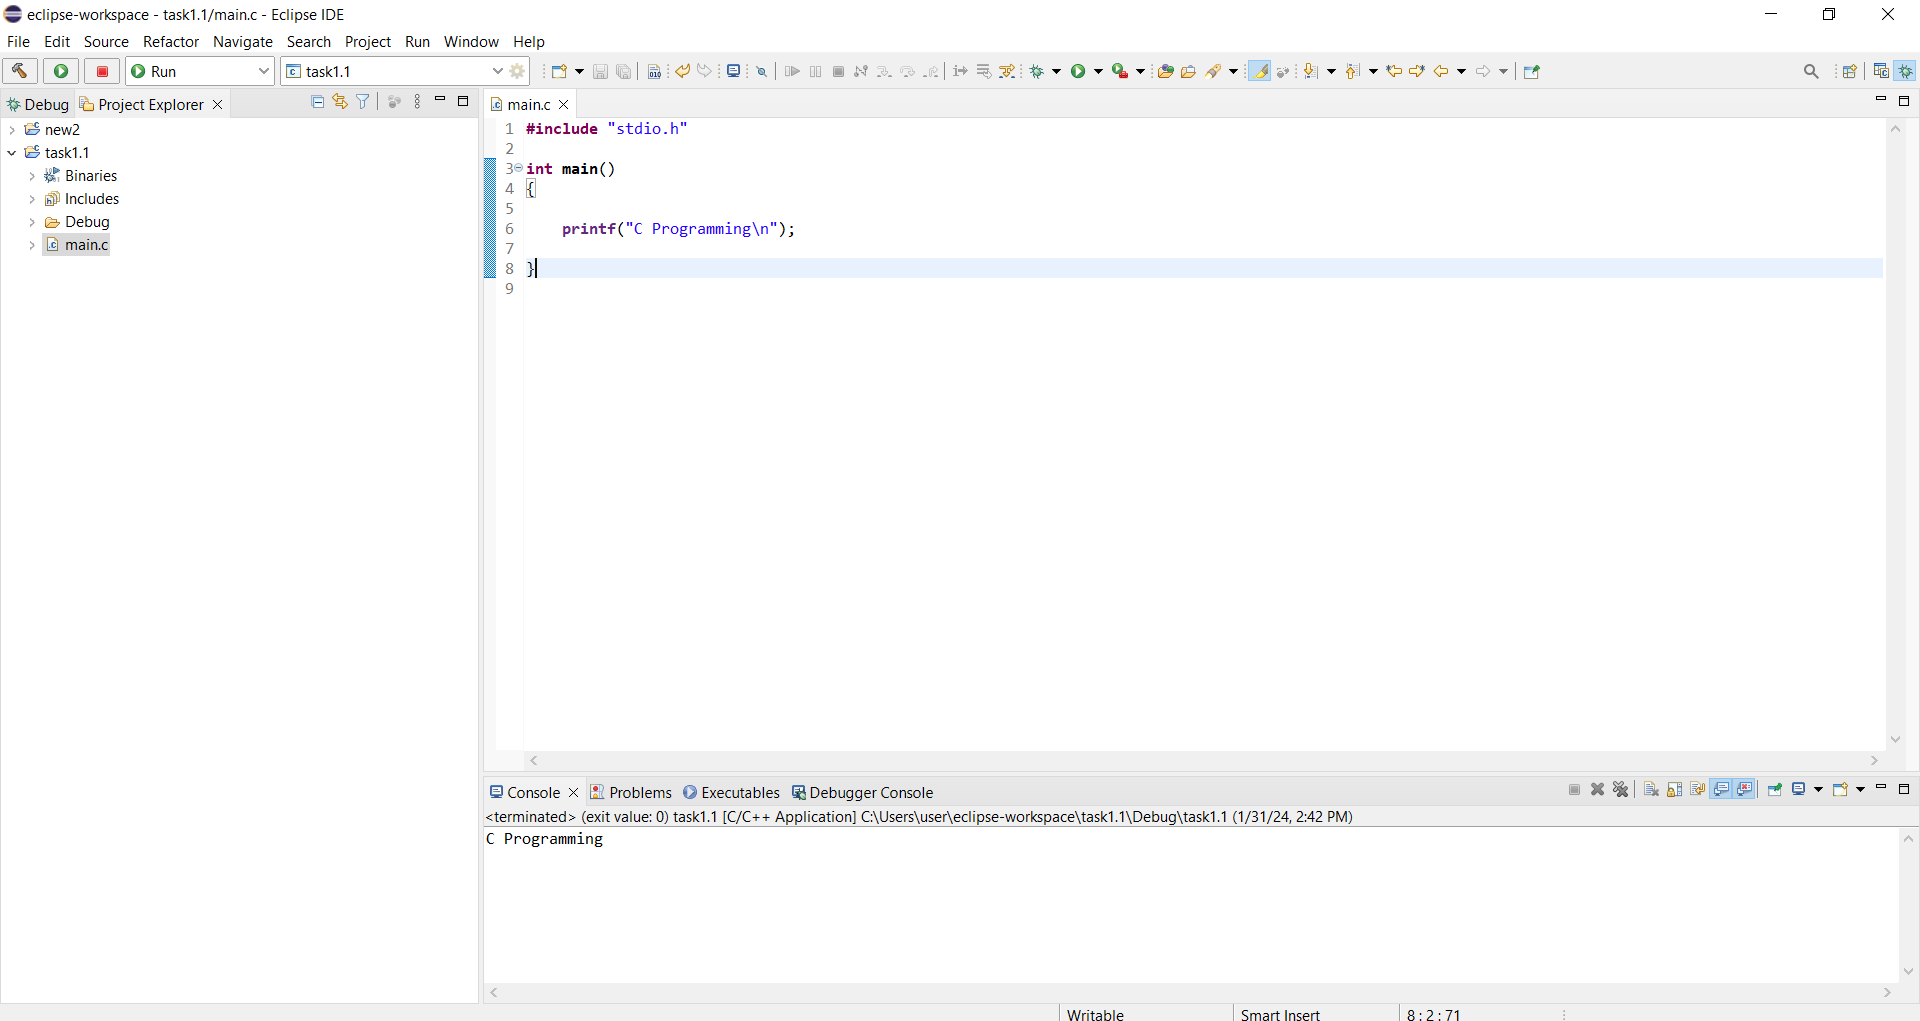 eclipse-workspace - task1.1/main.c - Eclipse IDE
File Edit Source Refactor Navigate Search Project Run Window Help
Run task1.1
Debug Project Explorer
new2
task1.1
Binaries
Includes
Debug
main.c
main.c
1 #include "stdio.h"
2
3 int main()
4 {
5
6 printf("C Programming\n");
7
8 }
9
Console Problems Executables Debugger Console
<terminated> (exit value: 0) task1.1 [C/C++ Application] C:\Users\user\eclipse-workspace\task1.1\Debug\task1.1 (1/31/24, 2:42 PM)
C Programming
Writable Smart Insert 8 : 2 : 71